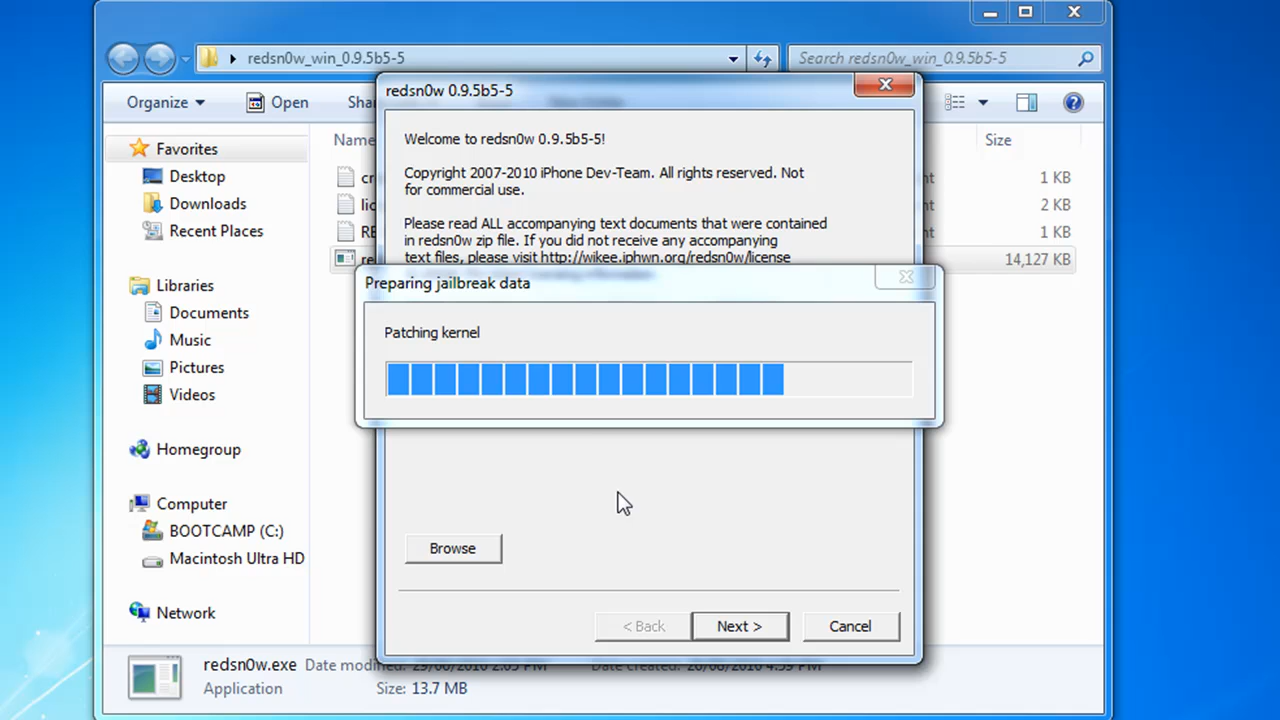 redsn0w_win_0.9.5b5-5
Search redsn0w_win_0.9.5b5-5
Organize
Open
redsn0w 0.9.5b5-5
Welcome to redsn0w 0.9.5b5-5!
Copyright 2007-2010 iPhone Dev-Team. All rights reserved. Not
for commercial use.
Please read ALL accompanying text documents that were contained
in redsn0w zip file. If you did not receive any accompanying
text files, please visit http://wikee.iphwn.org/redsn0w/license
Preparing jailbreak data
Patching kernel
Browse
< Back
Next >
Cancel
Favorites
Desktop
Downloads
Recent Places
Libraries
Documents
Music
Pictures
Videos
Homegroup
Computer
BOOTCAMP (C:)
Macintosh Ultra HD
Network
Name
Size
1 KB
2 KB
1 KB
14,127 KB
redsn0w.exe
Date modified:
Date created:
Application
Size: 13.7 MB